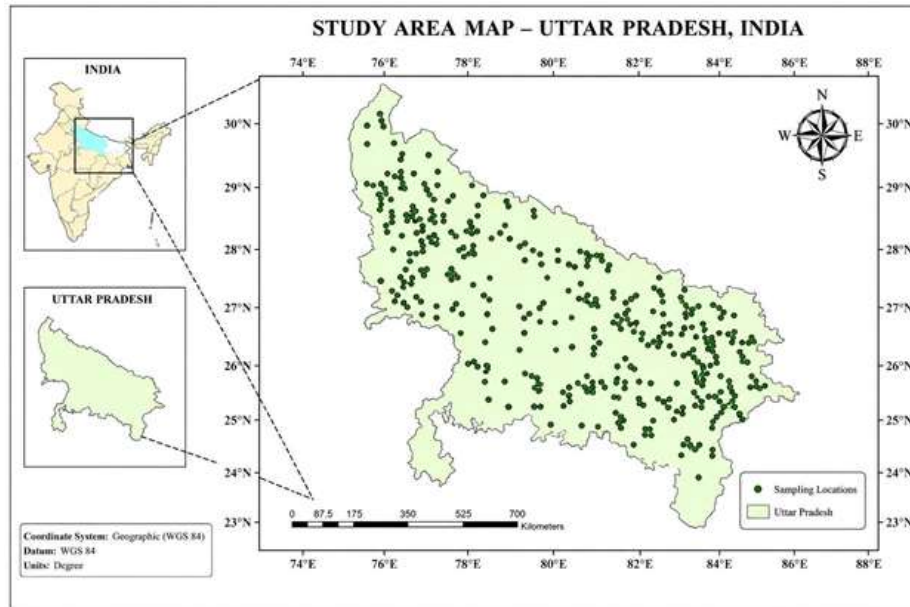 STUDY AREA MAP – UTTAR PRADESH, INDIA
INDIA
74°E 76°E 78°E 80°E 82°E 84°E 86°E 88°E
N
W E
S
30°N 30°N
29°N 29°N
28°N 28°N
27°N 27°N
26°N 26°N
25°N 25°N
24°N 24°N
23°N 23°N
UTTAR PRADESH
0 87.5 175 350 525 700
Kilometers
Sampling Locations
Uttar Pradesh
Coordinate System: Geographic (WGS 84)
Datum: WGS 84
Units: Degree
74°E 76°E 78°E 80°E 82°E 84°E 86°E 88°E